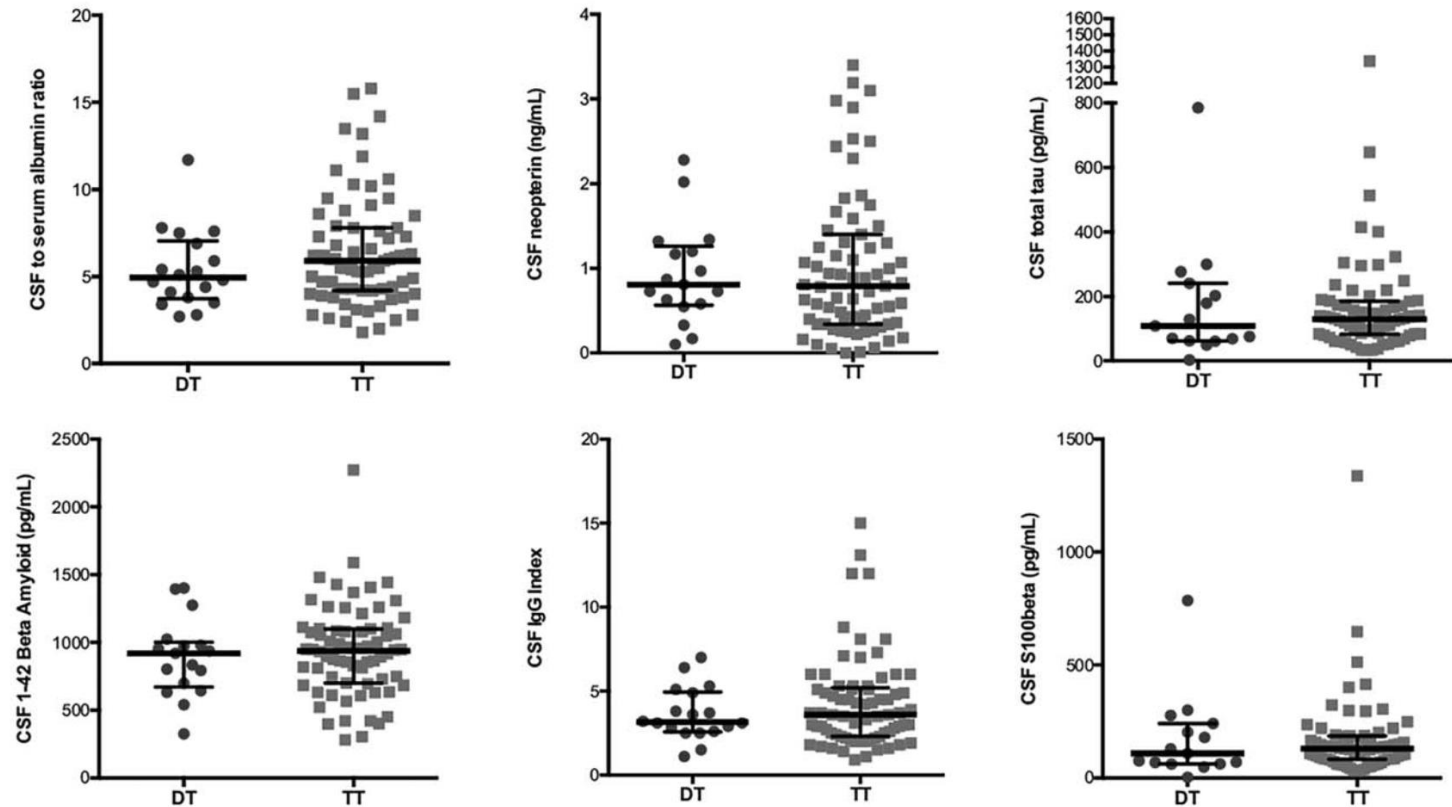 CSF to serum albumin ratio
20
15
10
5
0
DT TT
CSF neopterin (ng/mL)
4
3
2
1
0
DT TT
CSF total tau (pg/mL)
1600
1500
1400
1300
1200
800
600
400
200
0
DT TT
CSF 1-42 Beta Amyloid (pg/mL)
2500
2000
1500
1000
500
0
DT TT
CSF IgG Index
20
15
10
5
0
DT TT
CSF S100beta (pg/mL)
1500
1000
500
0
DT TT